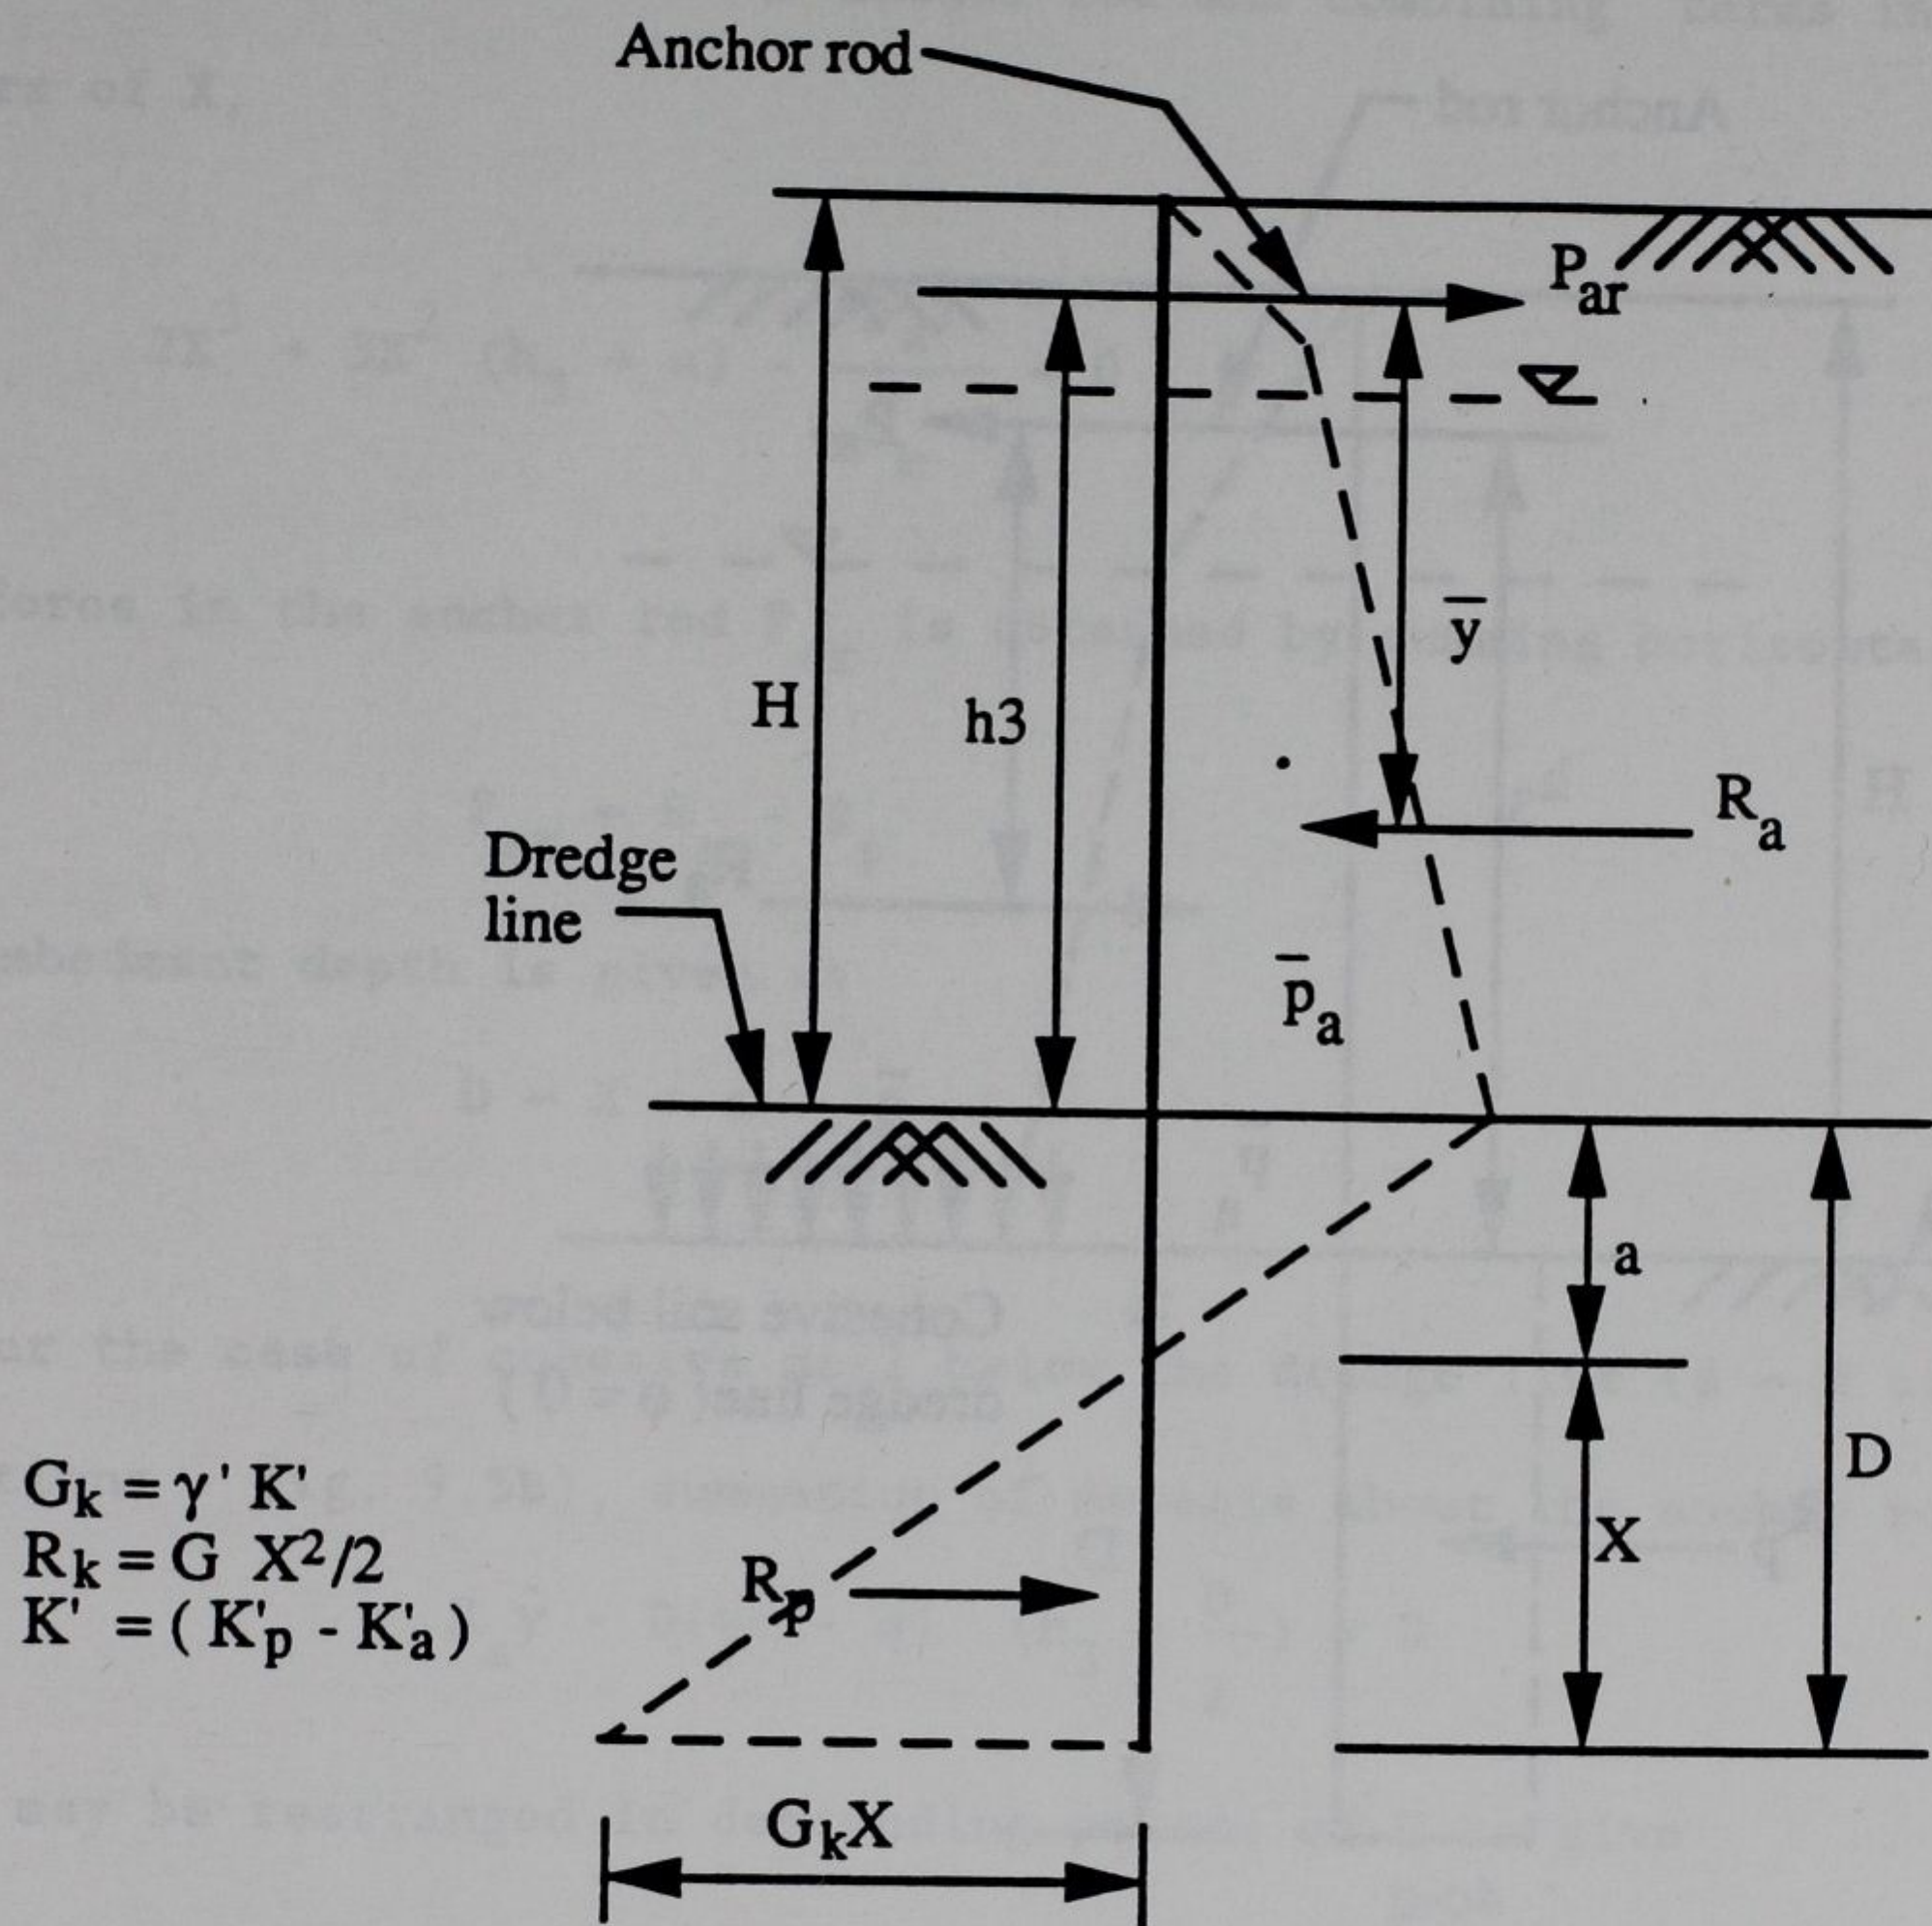 Anchor rod
P_ar
H
h3
y̅
R_a
Dredge
line
p̅_a
a
X
D
G_k = γ' K'
R_k = G X²/2
K' = ( K'_p - K'_a )
R_p
G_kX